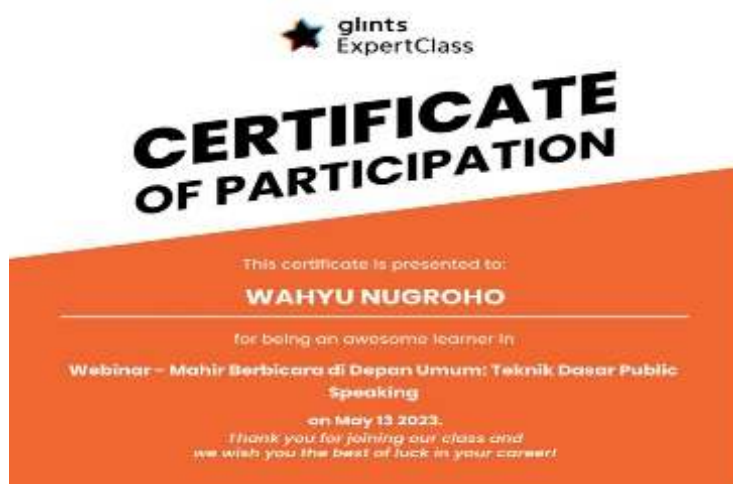 glints
ExpertClass
CERTIFICATE
OF PARTICIPATION
This certificate is presented to:
WAHYU NUGROHO
for being an awesome learner in
Webinar - Mahir Berbicara di Depan Umum: Teknik Dasar Public
Speaking
on May 13 2023.
Thank you for joining our class and
we wish you the best of luck in your career!